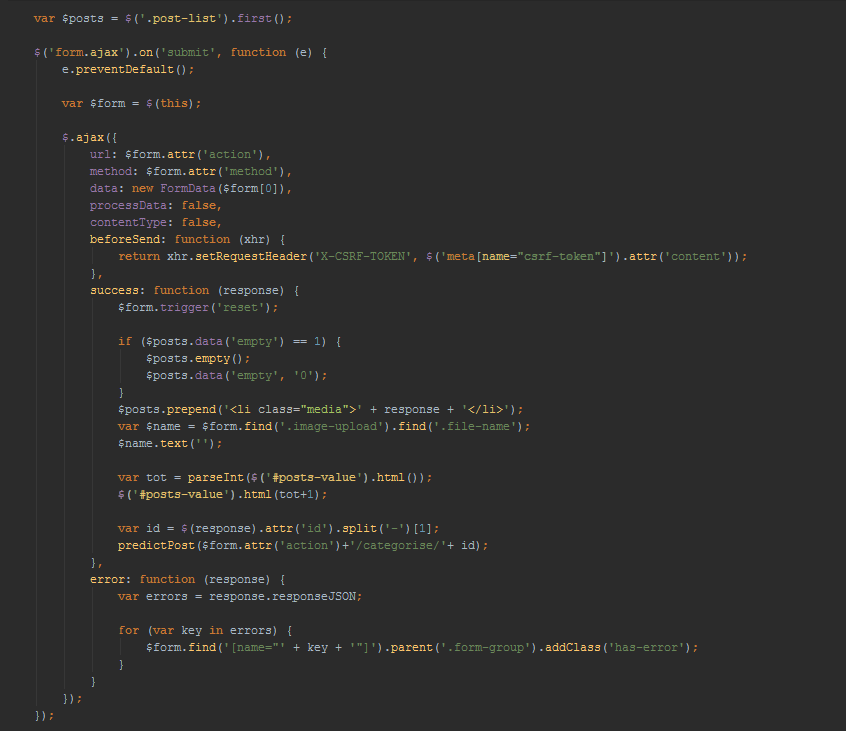 var $posts = $('.post-list').first();
$('form.ajax').on('submit', function (e) {
e.preventDefault();
var $form = $(this);
$.ajax({
url: $form.attr('action'),
method: $form.attr('method'),
data: new FormData($form[0]),
processData: false,
contentType: false,
beforeSend: function (xhr) {
return xhr.setRequestHeader('X-CSRF-TOKEN', $('meta[name="csrf-token"]').attr('content'));
},
success: function (response) {
$form.trigger('reset');
if ($posts.data('empty') == 1) {
$posts.empty();
$posts.data('empty', '0');
}
$posts.prepend('<li class="media">' + response + '</li>');
var $name = $form.find('.image-upload').find('.file-name');
$name.text('');
var tot = parseInt($('#posts-value').html());
$('#posts-value').html(tot+1);
var id = $(response).attr('id').split('-')[1];
predictPost($form.attr('action')+'/categorise/'+ id);
},
error: function (response) {
var errors = response.responseJSON;
for (var key in errors) {
$form.find('[name="' + key + '"]').parent('.form-group').addClass('has-error');
}
}
});
});